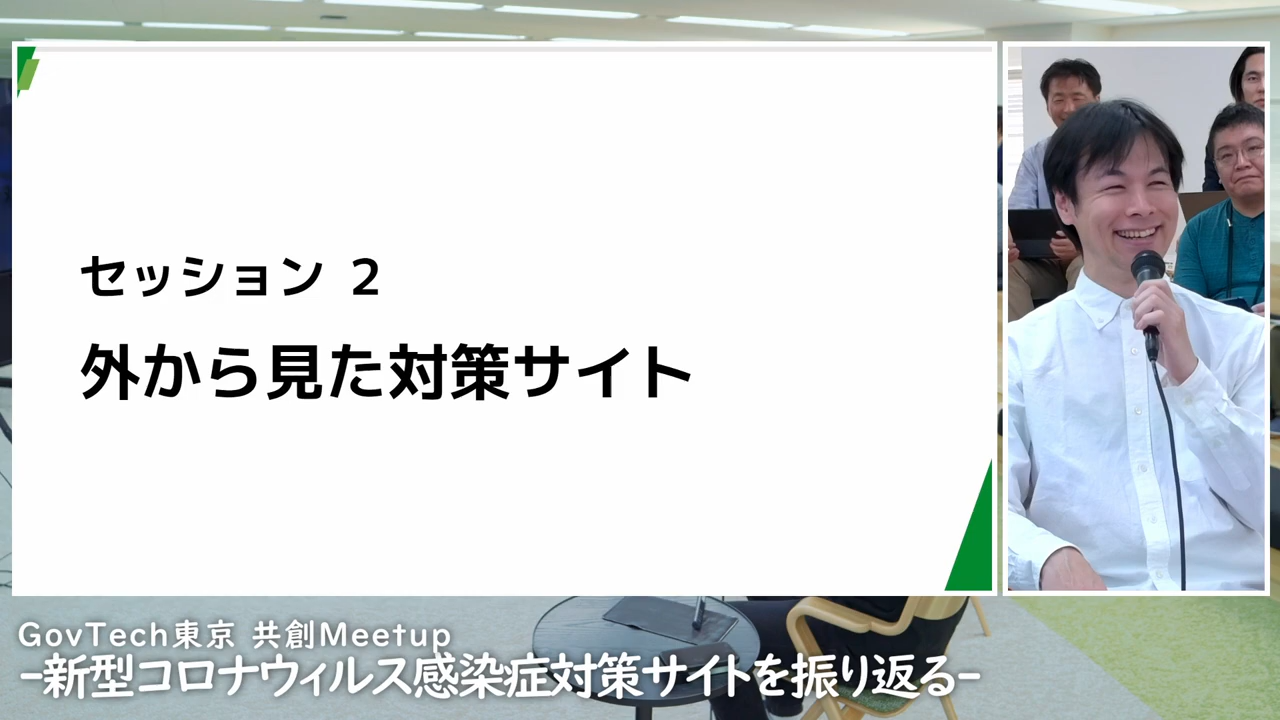 セッション 2
外から見た対策サイト
GovTech東京 共創Meetup
-新型コロナウィルス感染症対策サイトを振り返る-